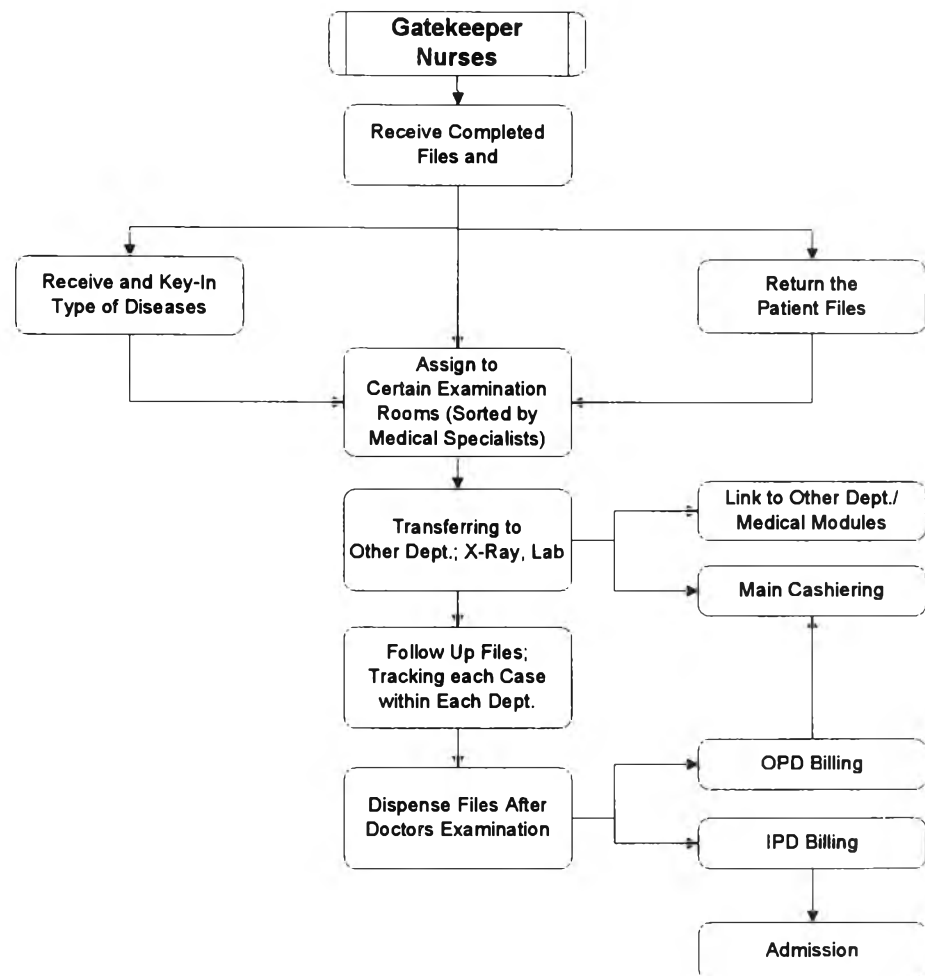 Gatekeeper
Nurses
Receive Completed
Files and
Receive and Key-In
Type of Diseases
Return the
Patient Files
Assign to
Certain Examination
Rooms (Sorted by
Medical Specialists)
Transferring to
Other Dept.; X-Ray, Lab
Link to Other Dept./
Medical Modules
Main Cashiering
Follow Up Files;
Tracking each Case
within Each Dept.
Dispense Files After
Doctors Examination
OPD Billing
IPD Billing
Admission